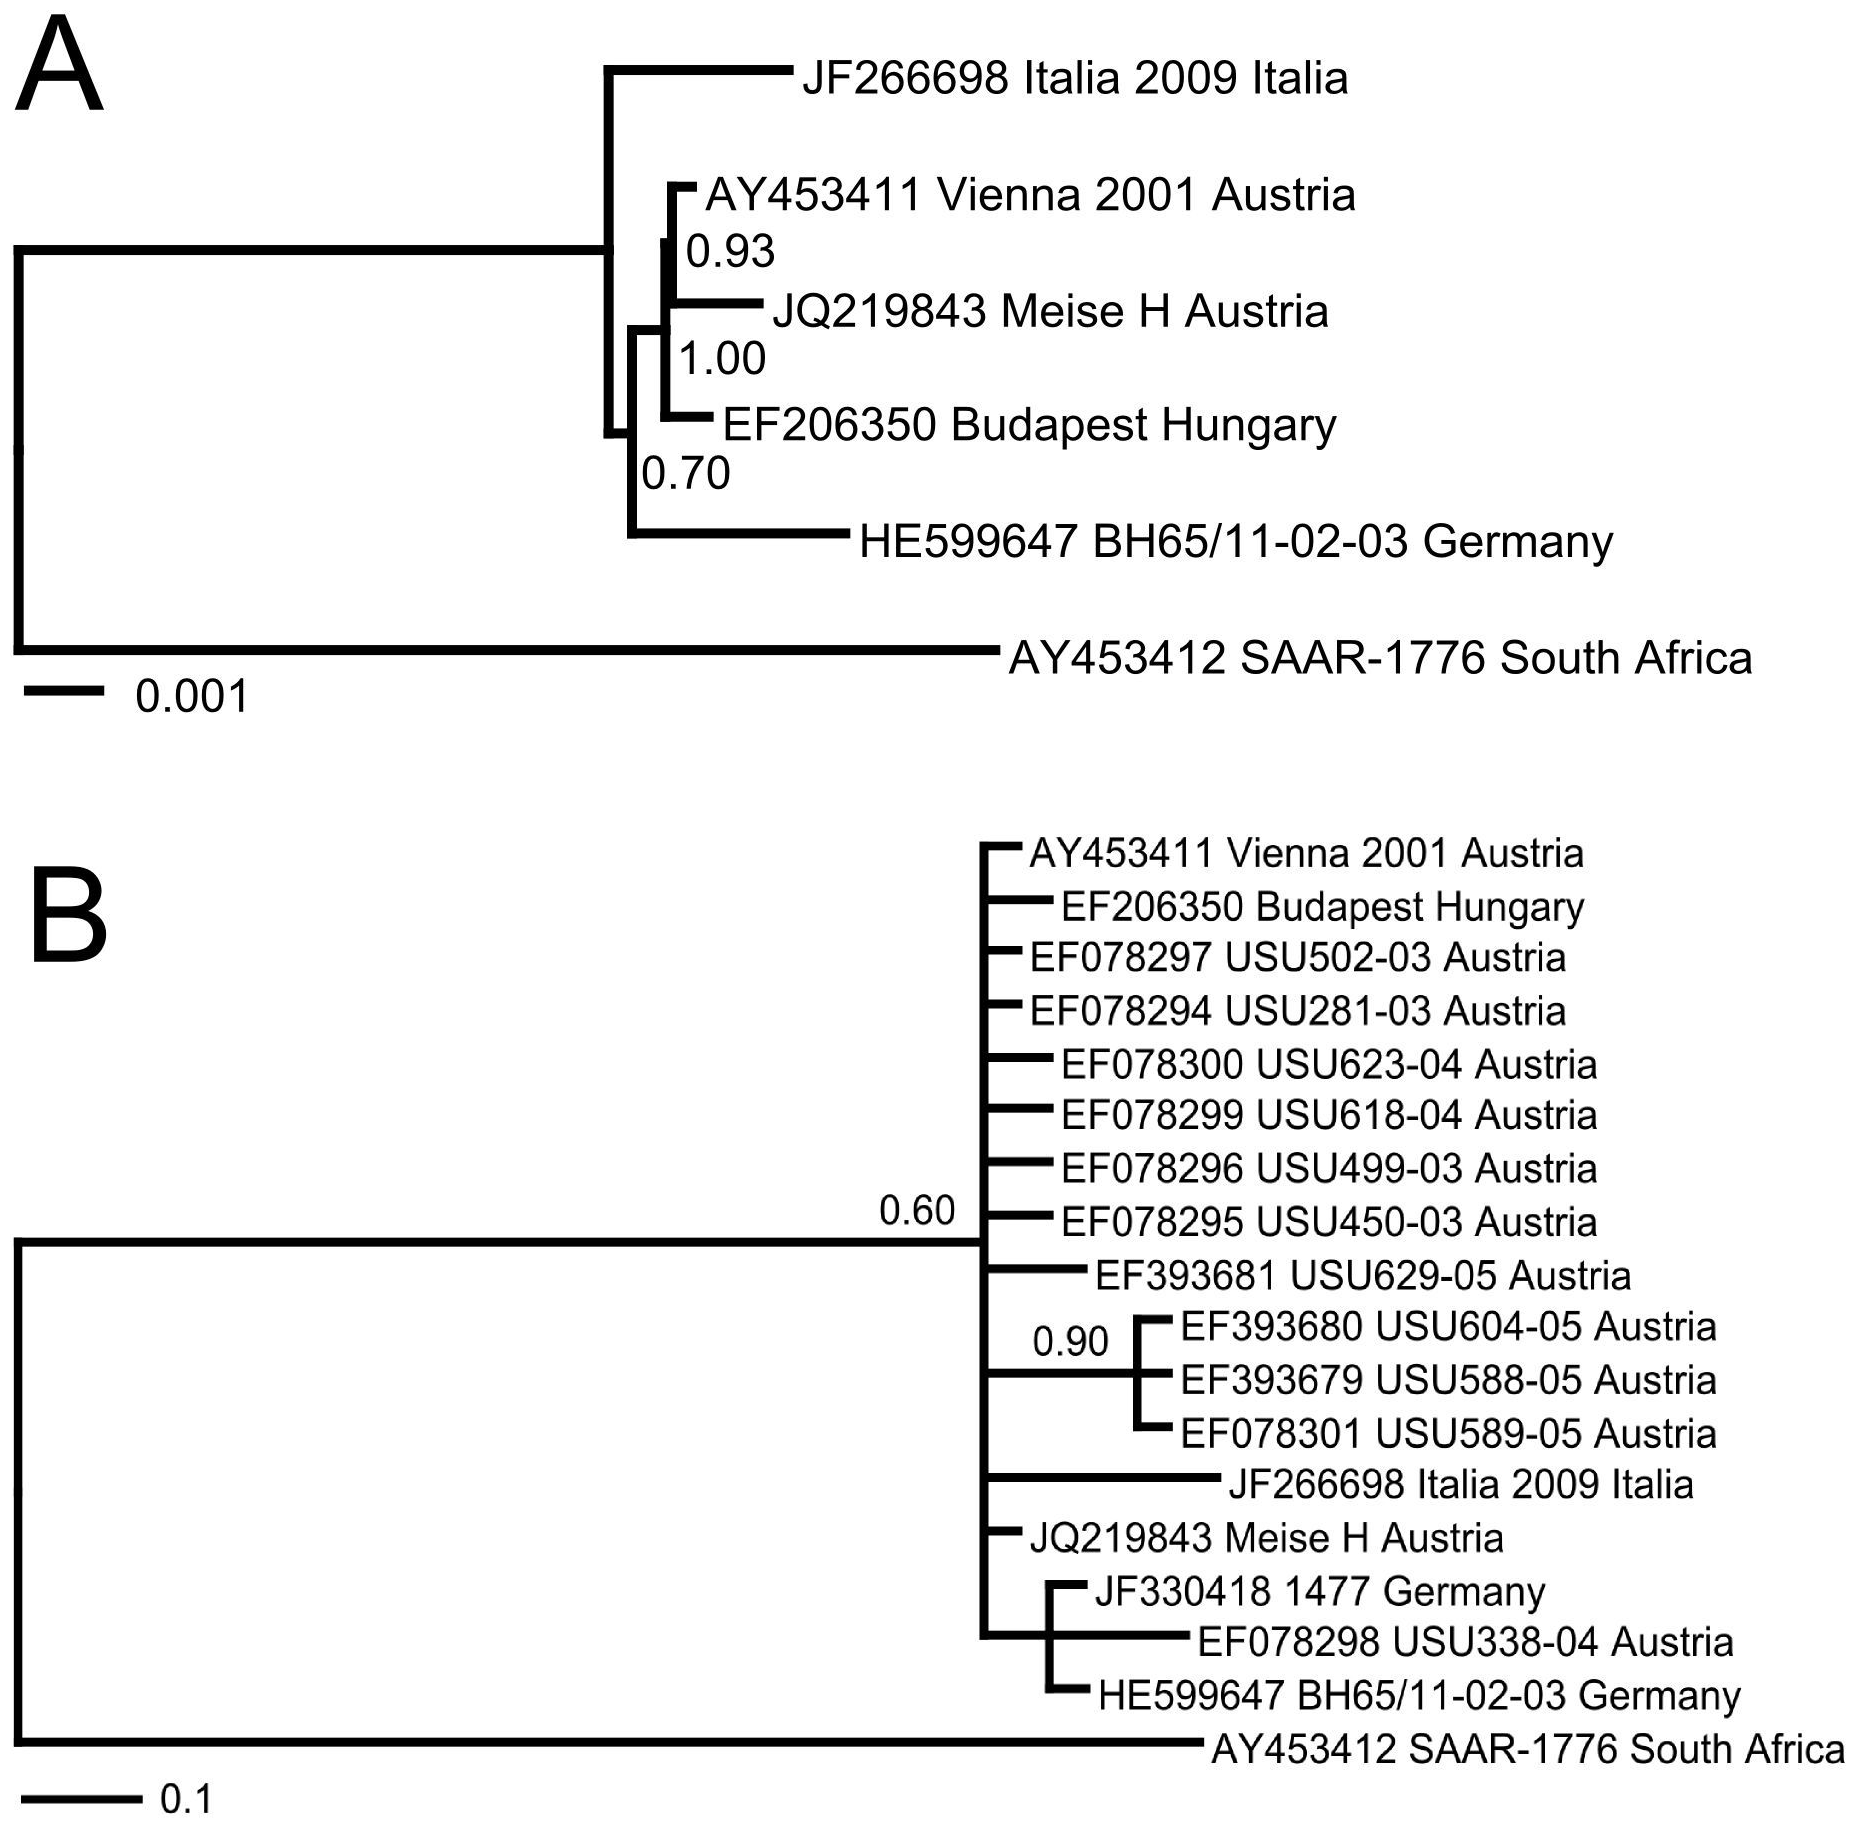 A
JF266698 Italia 2009 Italia
AY453411 Vienna 2001 Austria
0.93
JQ219843 Meise H Austria
1.00
EF206350 Budapest Hungary
0.70
HE599647 BH65/11-02-03 Germany
AY453412 SAAR-1776 South Africa
0.001
B
AY453411 Vienna 2001 Austria
EF206350 Budapest Hungary
EF078297 USU502-03 Austria
EF078294 USU281-03 Austria
EF078300 USU623-04 Austria
EF078299 USU618-04 Austria
EF078296 USU499-03 Austria
0.60
EF078295 USU450-03 Austria
EF393681 USU629-05 Austria
EF393680 USU604-05 Austria
0.90
EF393679 USU588-05 Austria
EF078301 USU589-05 Austria
JF266698 Italia 2009 Italia
JQ219843 Meise H Austria
JF330418 1477 Germany
EF078298 USU338-04 Austria
HE599647 BH65/11-02-03 Germany
AY453412 SAAR-1776 South Africa
0.1